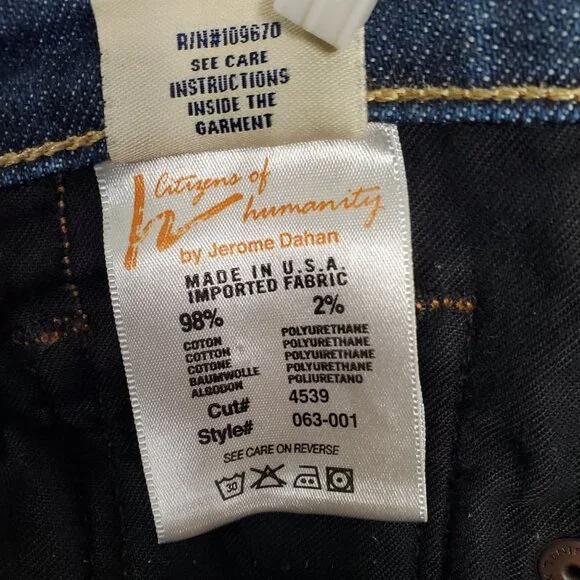 R/N#109670
SEE CARE
INSTRUCTIONS
INSIDE THE
GARMENT
Citizens of
humanity
by Jerome Dahan
MADE IN U.S.A.
IMPORTED FABRIC
98% 2%
COTON POLYURETHANE
COTTON POLYURETHANE
COTONE POLYURETHANE
BAUMWOLLE POLYURETHANE
ALGODON POLIURETANO
Cut# 4539
Style# 063-001
SEE CARE ON REVERSE
30